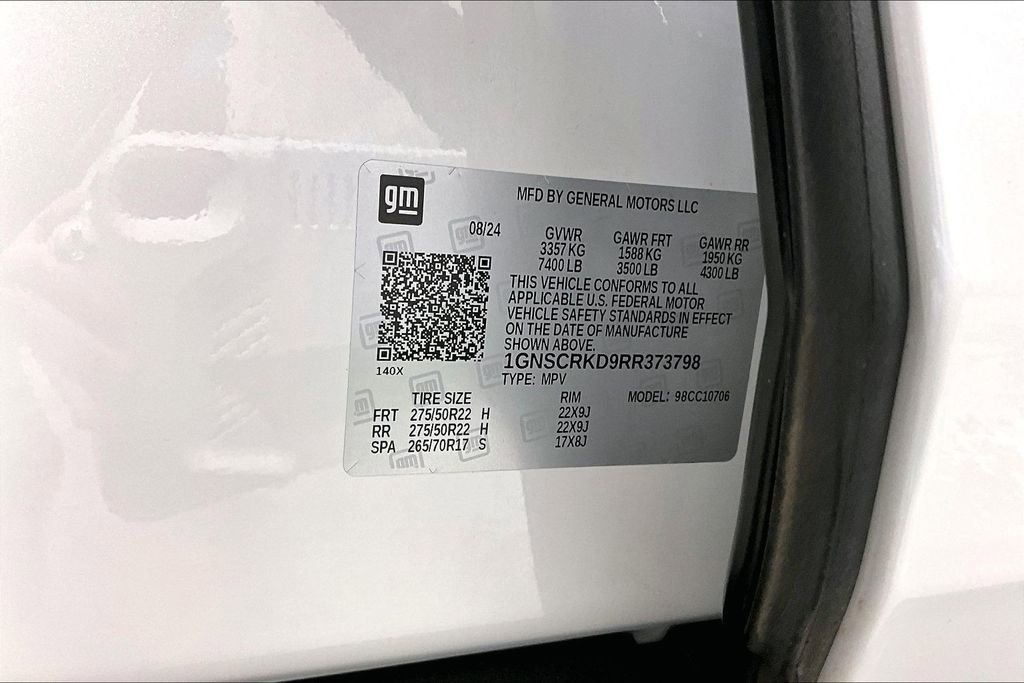 gm
MFD BY GENERAL MOTORS LLC
08/24
GVWR GAWR FRT GAWR RR
3357 KG 1588 KG 1950 KG
7400 LB 3500 LB 4300 LB
THIS VEHICLE CONFORMS TO ALL
APPLICABLE U.S. FEDERAL MOTOR
VEHICLE SAFETY STANDARDS IN EFFECT
ON THE DATE OF MANUFACTURE
SHOWN ABOVE.
1GNSCRKD9RR373798
140X
TYPE: MPV
TIRE SIZE RIM MODEL: 98CC10706
FRT 275/50R22 H 22X9J
RR 275/50R22 H 22X9J
SPA 265/70R17 S 17X8J